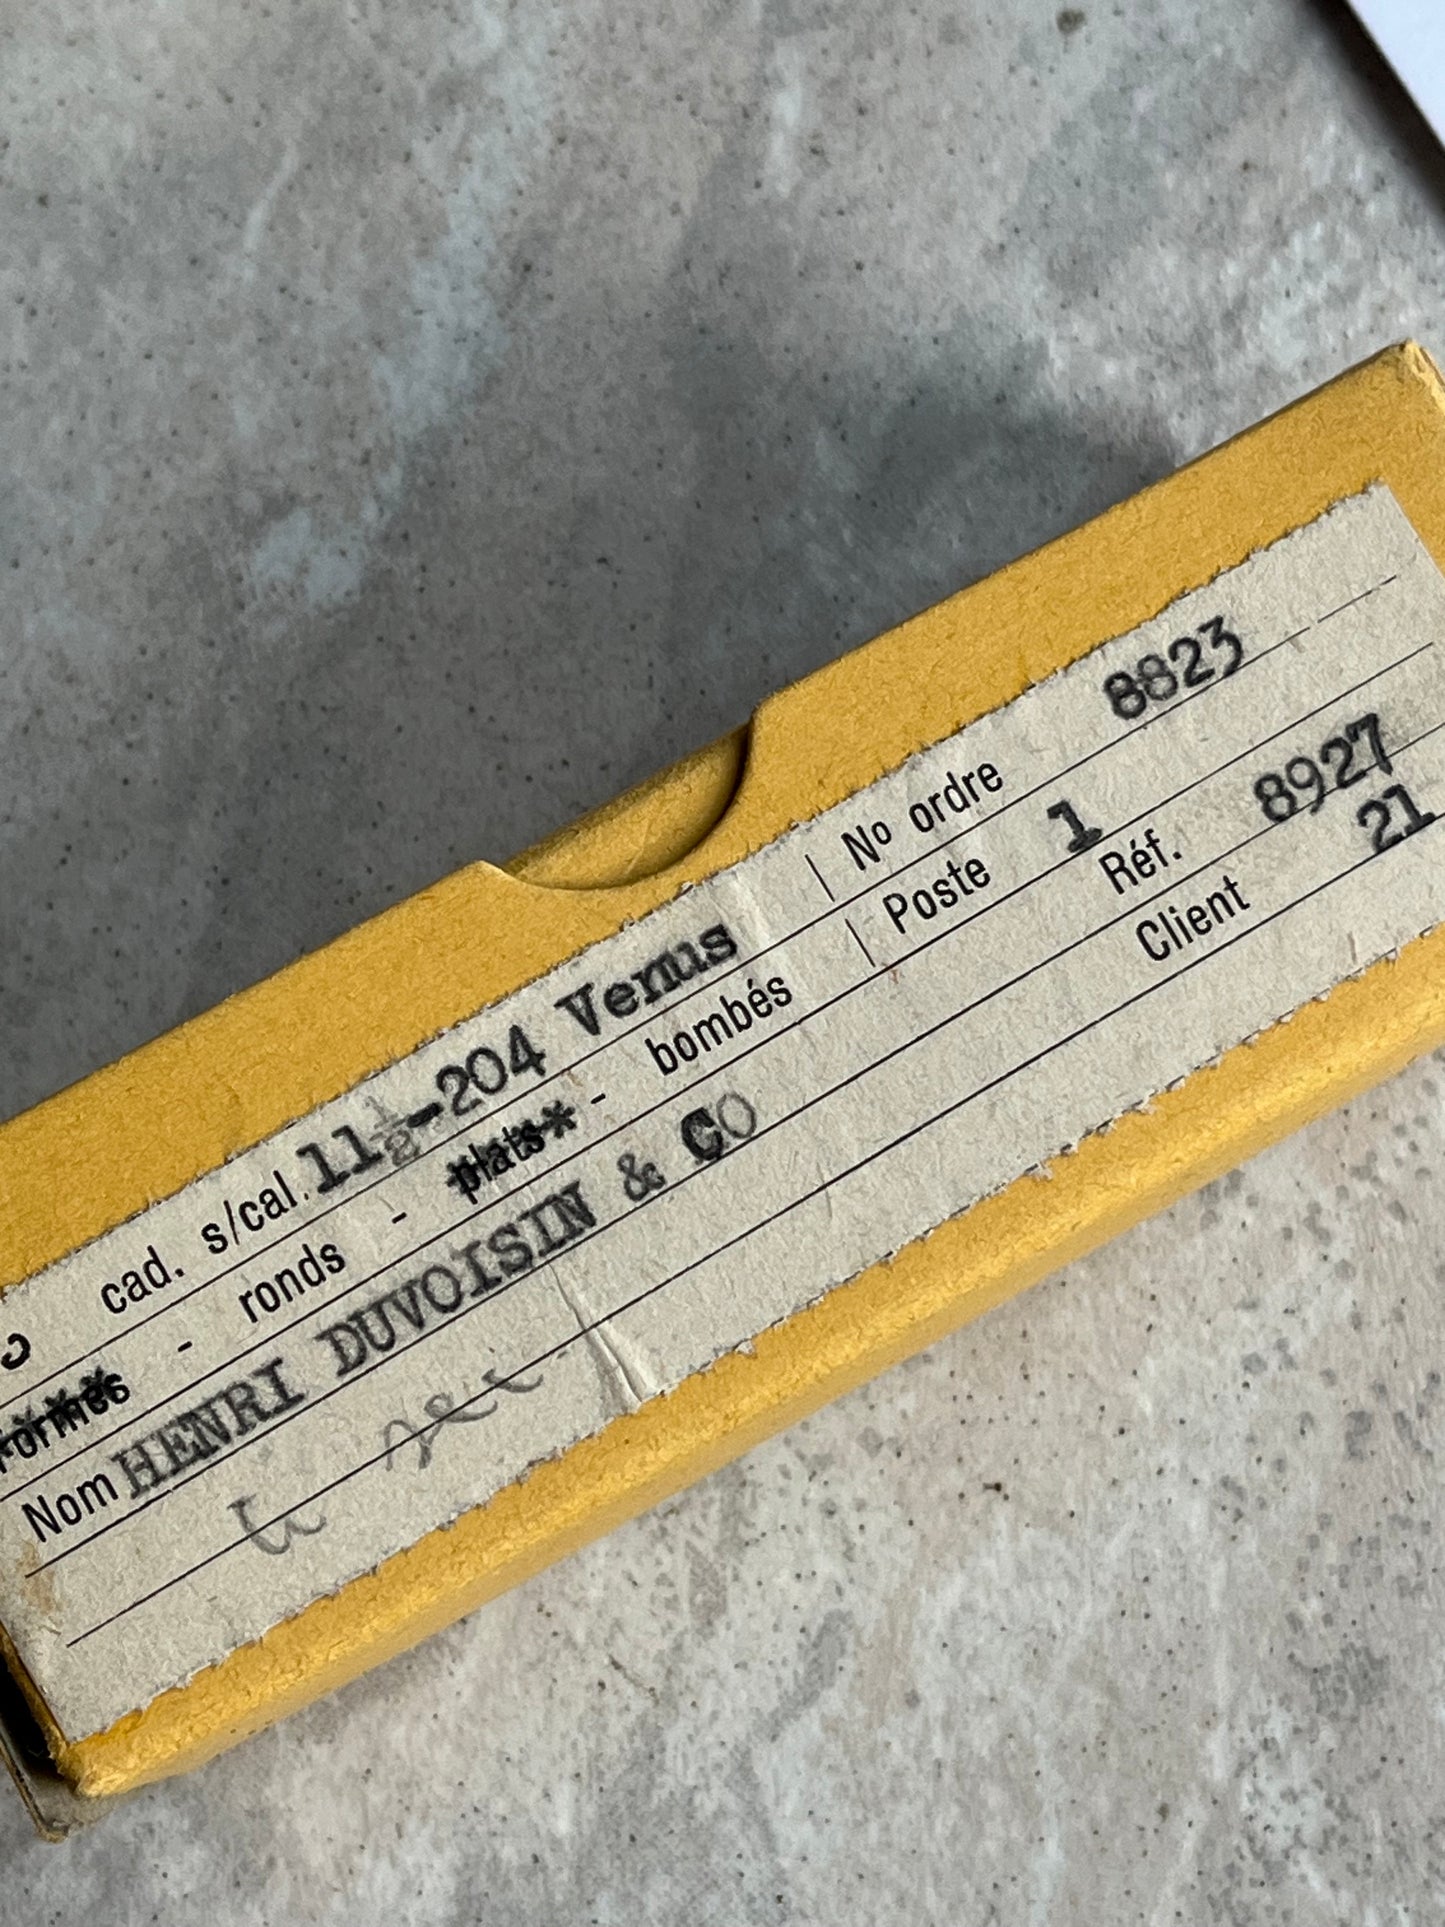 cad. s/cal. 11½-204 Venus | Nº ordre 8823
formes - ronds - plats* - bombés | Poste 1 Réf. 8927
Nom HENRI DUVOISIN & CO Client 21